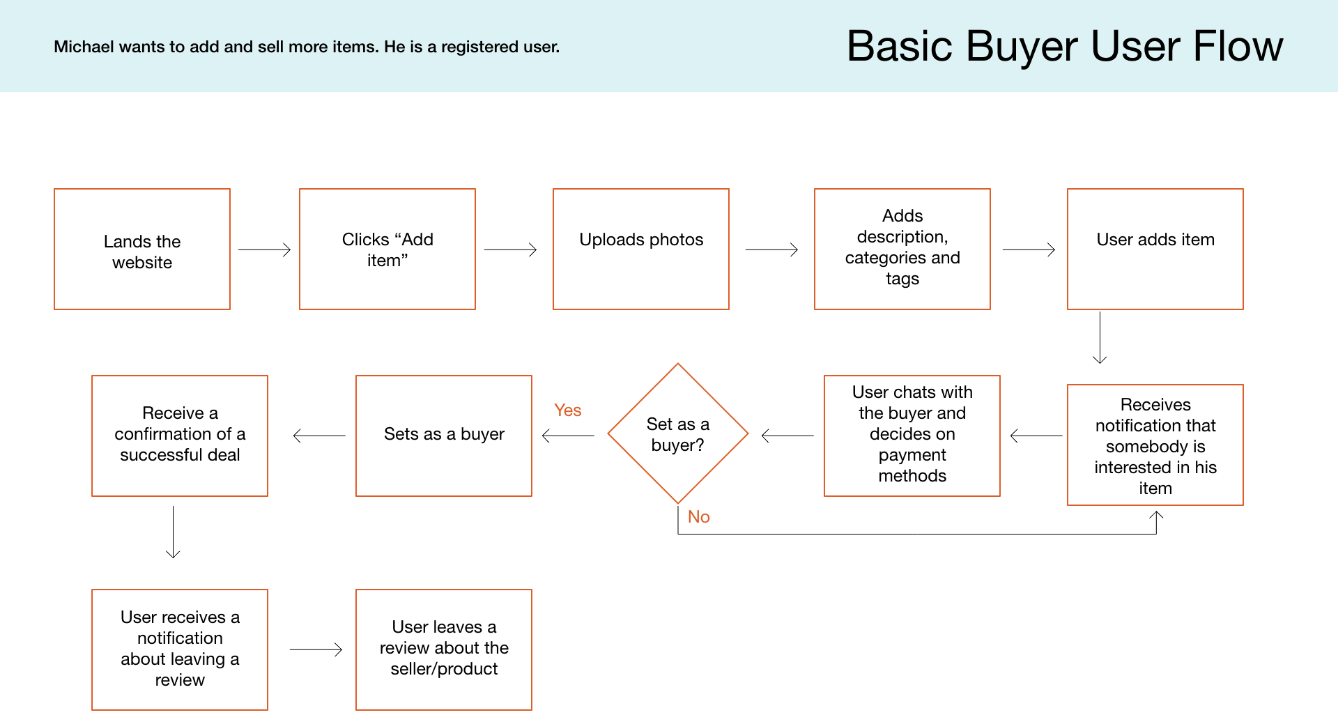 Michael wants to add and sell more items. He is a registered user.
Basic Buyer User Flow
Lands the
website
Clicks “Add
item”
Uploads photos
Adds
description,
categories and
tags
User adds item
Receives
notification that
somebody is
interested in his
item
User chats with
the buyer and
decides on
payment
methods
Set as a
buyer?
Yes
No
Sets as a buyer
Receive a
confirmation of a
successful deal
User receives a
notification
about leaving a
review
User leaves a
review about the
seller/product